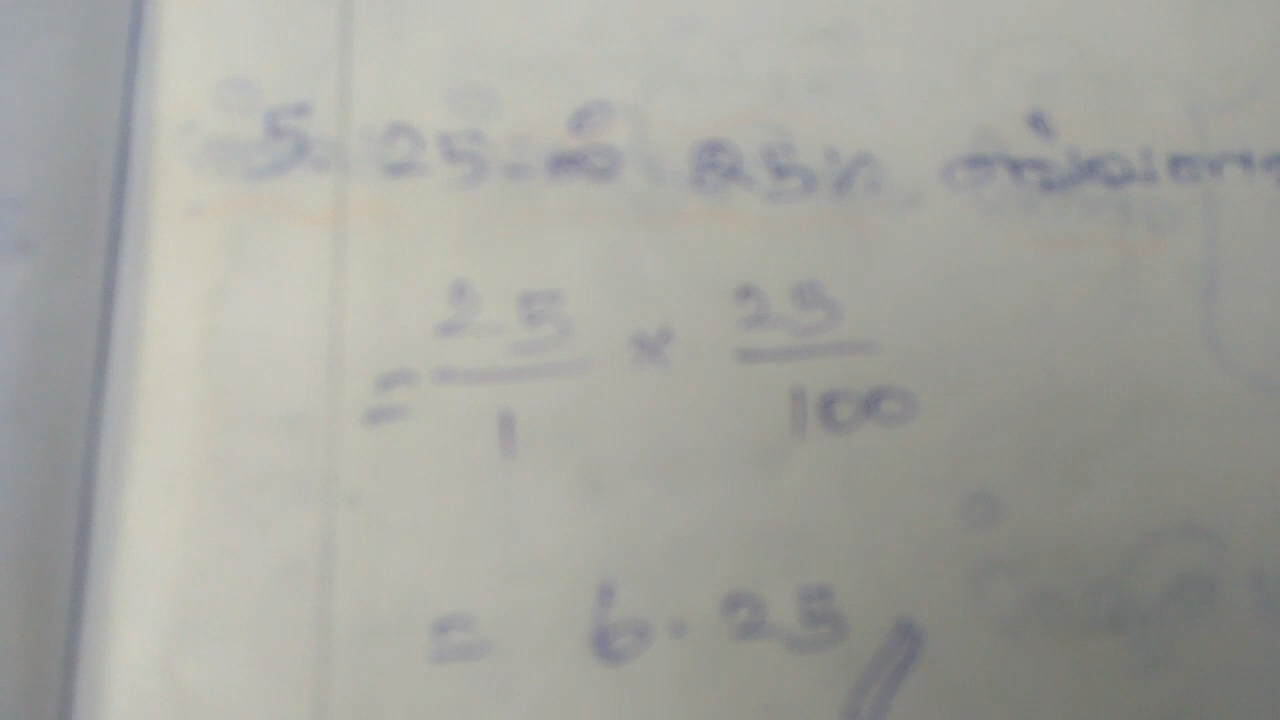 5. 25 25%
= 25/1 × 25/100
= 6.25